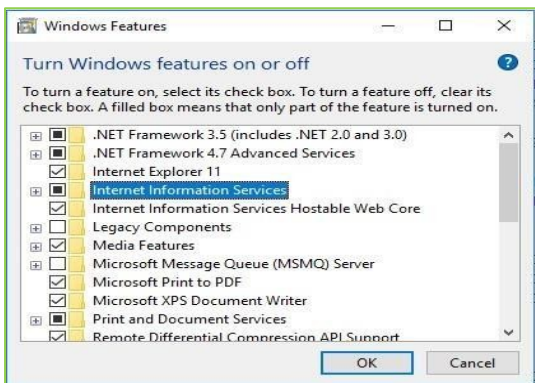 Windows Features
Turn Windows features on or off
To turn a feature on, select its check box. To turn a feature off, clear its
check box. A filled box means that only part of the feature is turned on.
.NET Framework 3.5 (includes .NET 2.0 and 3.0)
.NET Framework 4.7 Advanced Services
Internet Explorer 11
Internet Information Services
Internet Information Services Hostable Web Core
Legacy Components
Media Features
Microsoft Message Queue (MSMQ) Server
Microsoft Print to PDF
Microsoft XPS Document Writer
Print and Document Services
Remote Differential Compression API Support
OK Cancel